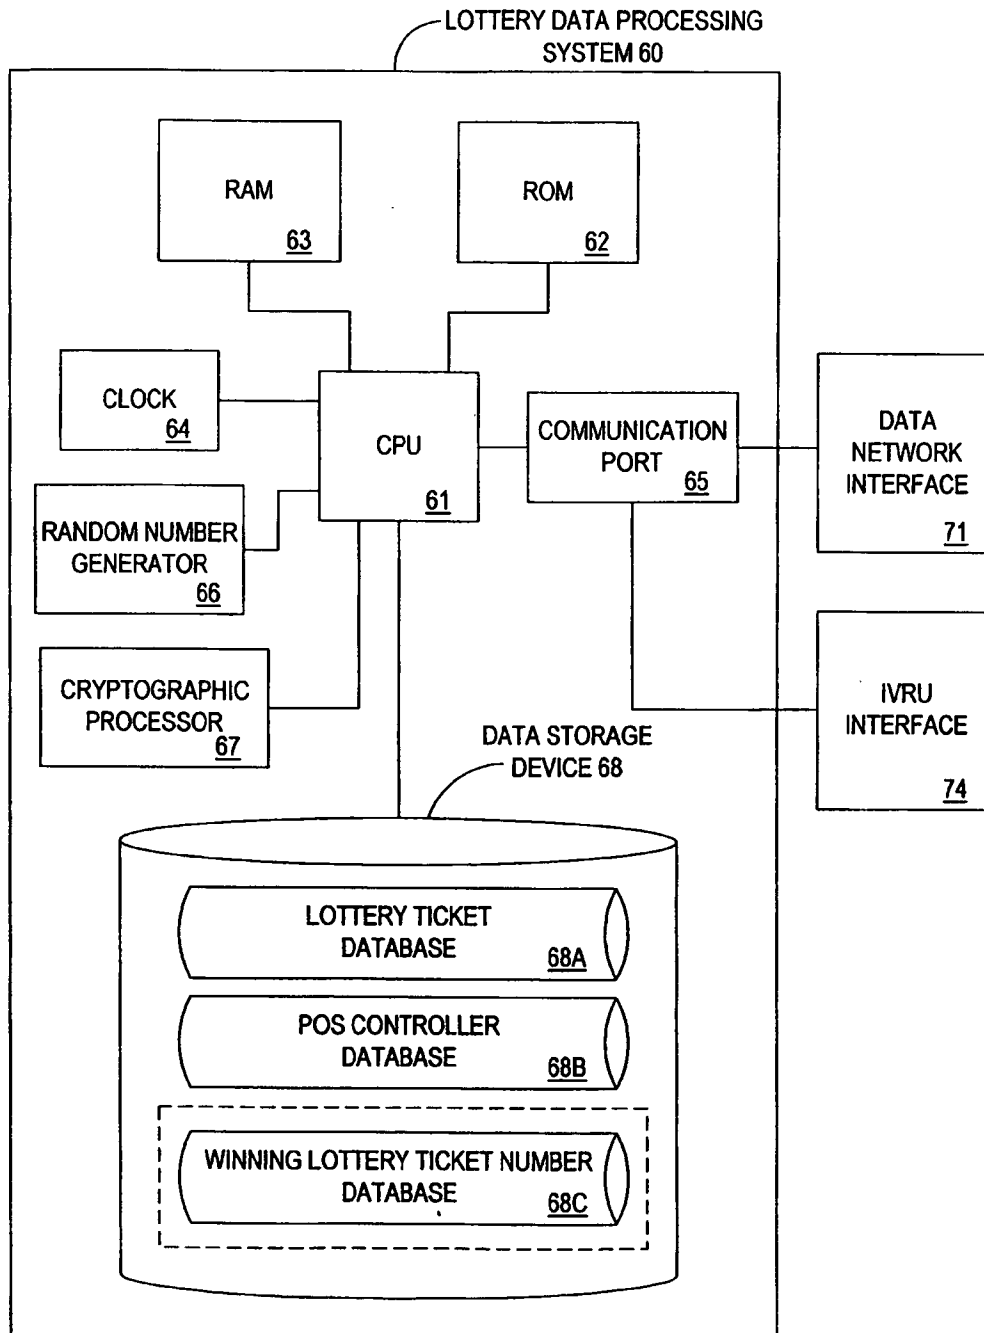 LOTTERY DATA PROCESSING
SYSTEM 60
RAM
63
ROM
62
CLOCK
64
CPU
61
COMMUNICATION
PORT
65
DATA
NETWORK
INTERFACE
71
RANDOM NUMBER
GENERATOR
66
IVRU
INTERFACE
74
CRYPTOGRAPHIC
PROCESSOR
67
DATA STORAGE
DEVICE 68
LOTTERY TICKET
DATABASE
68A
POS CONTROLLER
DATABASE
68B
WINNING LOTTERY TICKET NUMBER
DATABASE
68C